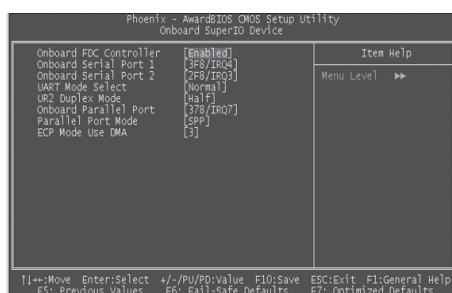 Phoenix - AwardBIOS CMOS Setup Utility
Onboard SuperIO Device
Onboard FDC Controller [Enabled]
Onboard Serial Port 1 [3F8/IRQ4]
Onboard Serial Port 2 [2F8/IRQ3]
UART Mode Select [Normal]
UR2 Duplex Mode [Half]
Onboard Parallel Port [378/IRQ7]
Parallel Port Mode [SPP]
ECP Mode Use DMA [3]
Item Help
Menu Level ▶▶
↑↓←→:Move Enter:Select +/-/PU/PD:Value F10:Save ESC:Exit F1:General Help
F5: Previous Values F6: Fail-Safe Defaults F7: Optimized Defaults